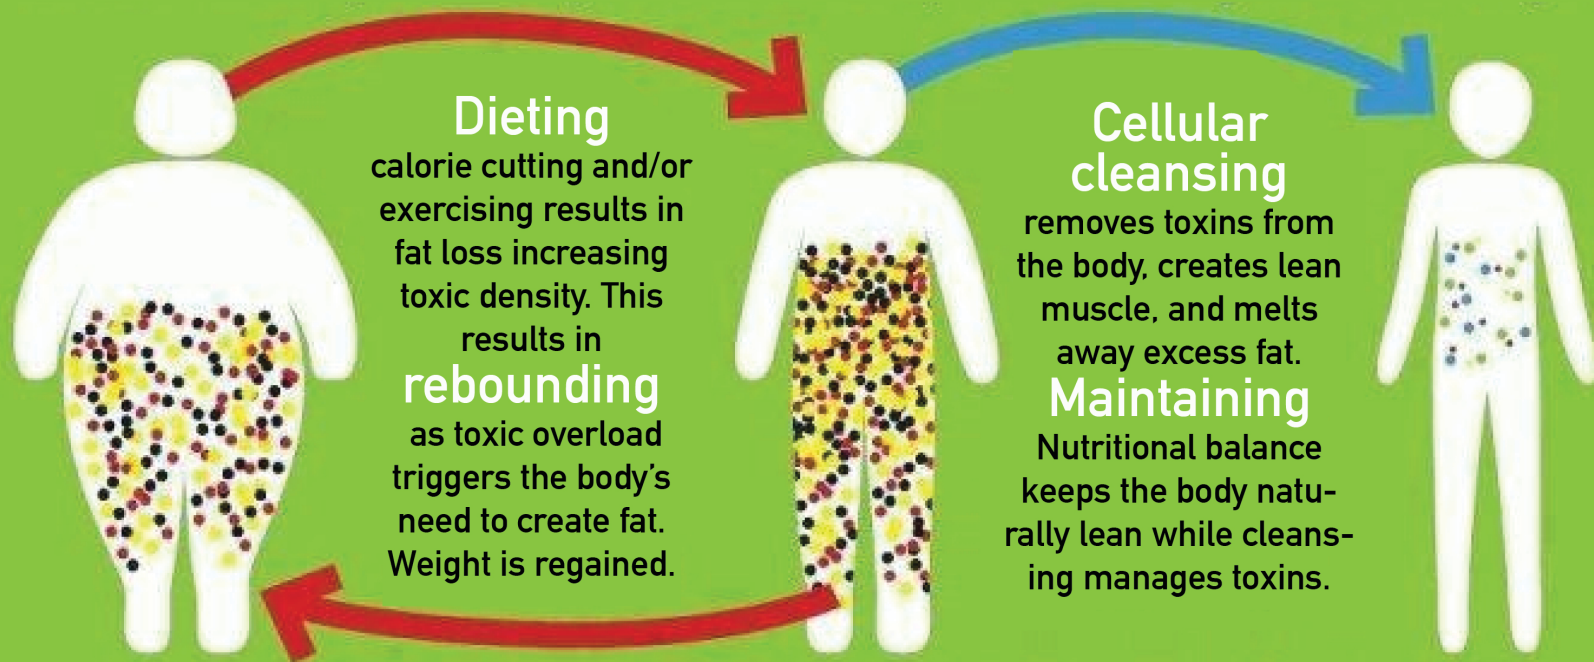 Dieting
calorie cutting and/or
exercising results in
fat loss increasing
toxic density. This
results in
rebounding
as toxic overload
triggers the body’s
need to create fat.
Weight is regained.
Cellular
cleansing
removes toxins from
the body, creates lean
muscle, and melts
away excess fat.
Maintaining
Nutritional balance
keeps the body natu-
rally lean while cleans-
ing manages toxins.